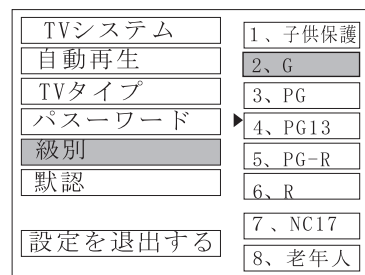 TVシステム
自動再生
TVタイプ
パスーワード
級別
默認
設定を退出する
1、子供保護
2、G
3、PG
4、PG13
5、PG-R
6、R
7、NC17
8、老年人